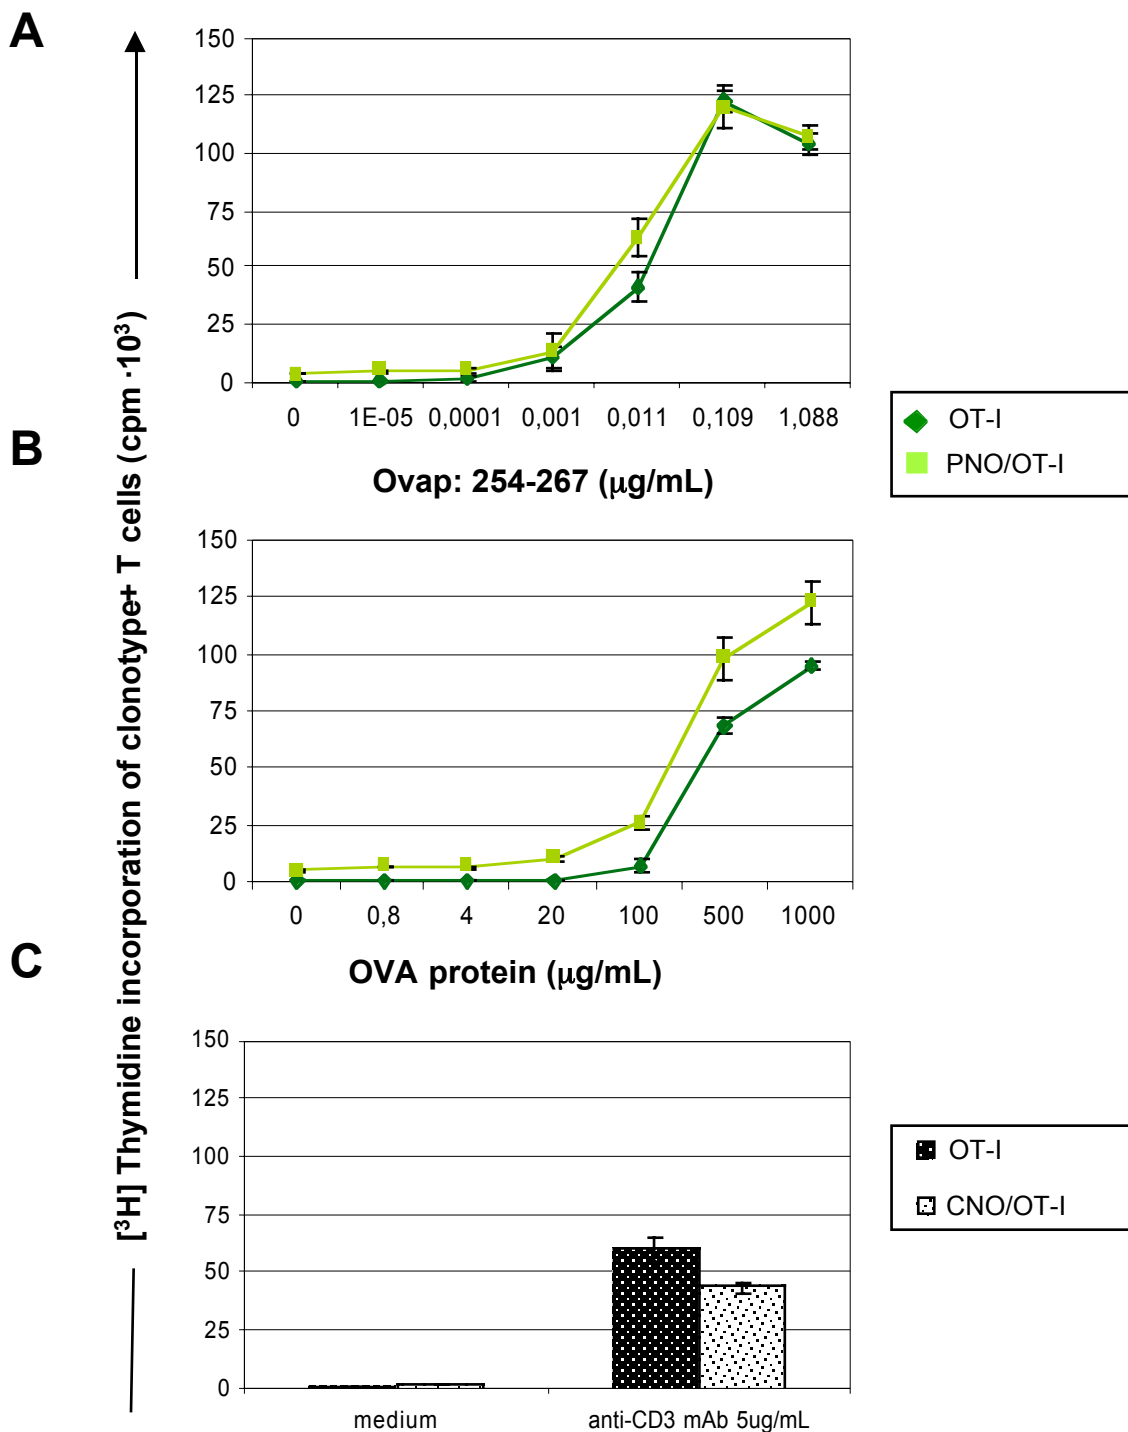 A
[³H] Thymidine incorporation of clonotype+ T cells (cpm ·10³)
150
125
100
75
50
25
0
0 1E-05 0,0001 0,001 0,011 0,109 1,088
Ovap: 254-267 (µg/mL)
OT-I
PNO/OT-I
B
150
125
100
75
50
25
0
0 0,8 4 20 100 500 1000
OVA protein (µg/mL)
C
150
125
100
75
50
25
0
medium anti-CD3 mAb 5ug/mL
OT-I
CNO/OT-I